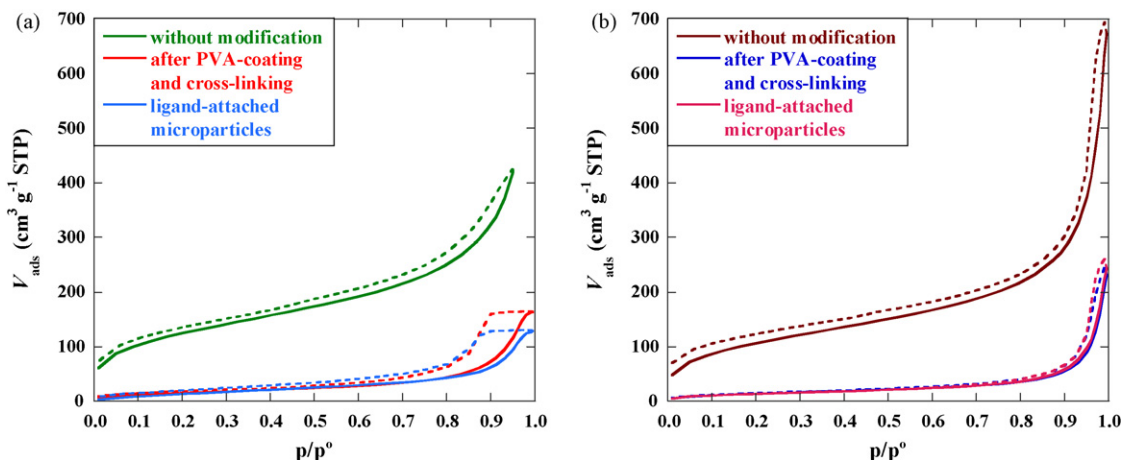 (a)
700
600
500
400
300
200
100
0
V_ads (cm³ g⁻¹ STP)
without modification
after PVA-coating
and cross-linking
ligand-attached
microparticles
0.0 0.1 0.2 0.3 0.4 0.5 0.6 0.7 0.8 0.9 1.0
p/pº
(b)
700
600
500
400
300
200
100
0
V_ads (cm³ g⁻¹ STP)
without modification
after PVA-coating
and cross-linking
ligand-attached
microparticles
0.0 0.1 0.2 0.3 0.4 0.5 0.6 0.7 0.8 0.9 1.0
p/pº